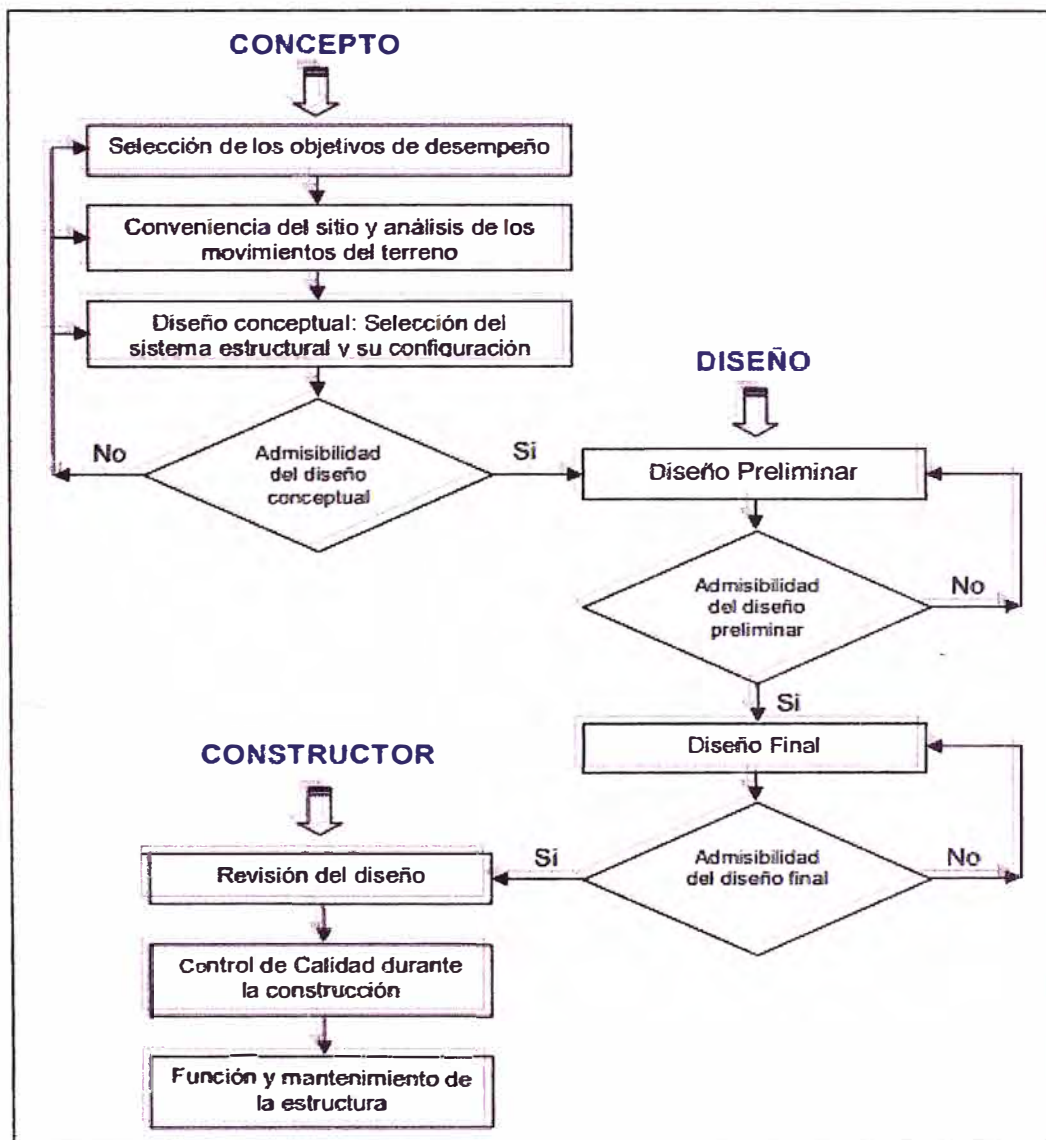 CONCEPTO
Selección de los objetivos de desempeño
Conveniencia del sitio y análisis de los
movimientos del terreno
Diseño conceptual: Selección del
sistema estructural y su configuración
No
Admisibilidad
del diseño
conceptual
Si
DISEÑO
Diseño Preliminar
Admisibilidad
del diseño
preliminar
No
Si
Diseño Final
Admisibilidad
del diseño final
No
Si
CONSTRUCTOR
Revisión del diseño
Control de Calidad durante
la construcción
Función y mantenimiento de
la estructura